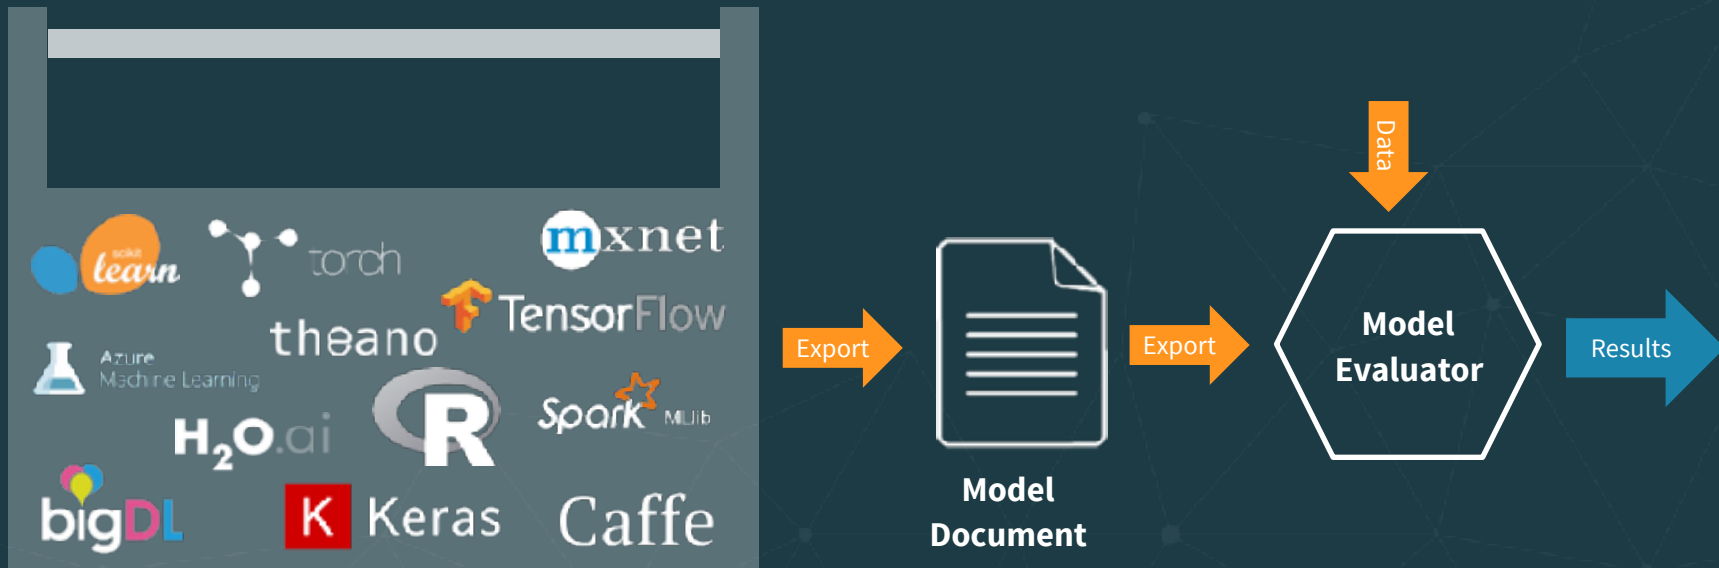 scikit
learn
torch
mxnet
TensorFlow
theano
Azure
Machine Learning
H2O.ai
R
Spark MLlib
bigDL
K Keras
Caffe
Export
Model
Document
Export
Data
Model
Evaluator
Results